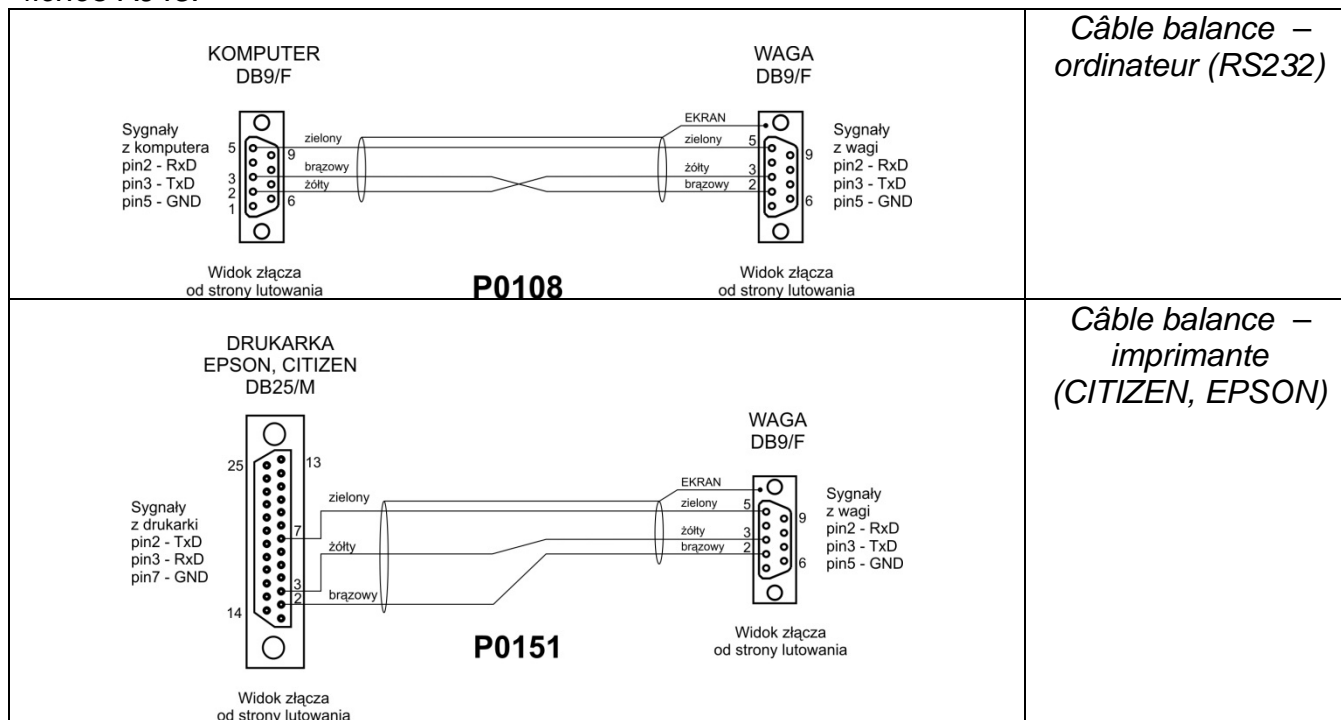 KOMPUTER
DB9/F
WAGA
DB9/F
Sygnały
z komputera
pin2 - RxD
pin3 - TxD
pin5 - GND
5
9
3
2
1
6
zielony
brązowy
żółty
EKRAN
zielony
żółty
brązowy
5
9
3
2
6
Sygnały
z wagi
pin2 - RxD
pin3 - TxD
pin5 - GND
Widok złącza
od strony lutowania
P0108
Widok złącza
od strony lutowania
Câble balance –
ordinateur (RS232)
DRUKARKA
EPSON, CITIZEN
DB25/M
WAGA
DB9/F
25
13
Sygnały
z drukarki
pin2 - TxD
pin3 - RxD
pin7 - GND
7
3
2
14
zielony
żółty
brązowy
EKRAN
zielony
żółty
brązowy
5
9
3
2
6
Sygnały
z wagi
pin2 - RxD
pin3 - TxD
pin5 - GND
P0151
Widok złącza
od strony lutowania
Widok złącza
od strony lutowania
Câble balance –
imprimante
(CITIZEN, EPSON)